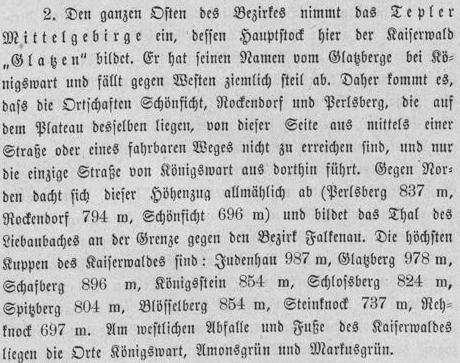 2. Den ganzen Osten des Bezirkes nimmt das Tepler
Mittelgebirge ein, dessen Hauptstock hier der Kaiserwald
„Glatzen“ bildet. Er hat seinen Namen vom Glatzberge bei Kö-
nigswart und fällt gegen Westen ziemlich steil ab. Daher kommt es,
dass die Ortschaften Schönficht, Rockendorf und Perlsberg, die auf
dem Plateau desselben liegen, von dieser Seite aus mittels einer
Straße oder eines fahrbaren Weges nicht zu erreichen sind, und nur
die einzige Straße von Königswart aus dorthin führt. Gegen Nor-
den dacht sich dieser Höhenzug allmählich ab (Perlsberg 837 m,
Rockendorf 794 m, Schönficht 696 m) und bildet das Thal des
Liebaubaches an der Grenze gegen den Bezirk Falkenau. Die höchsten
Kuppen des Kaiserwaldes sind: Judenhau 987 m, Glatzberg 978 m,
Schafberg 896 m, Königstein 854 m, Schlossberg 824 m,
Spitzberg 804 m, Blösselberg 854 m, Steinknock 737 m, Reh-
knock 697 m. Am westlichen Abfalle und Fuße des Kaiserwaldes
liegen die Orte Königswart, Amonsgrün und Markusgrün.